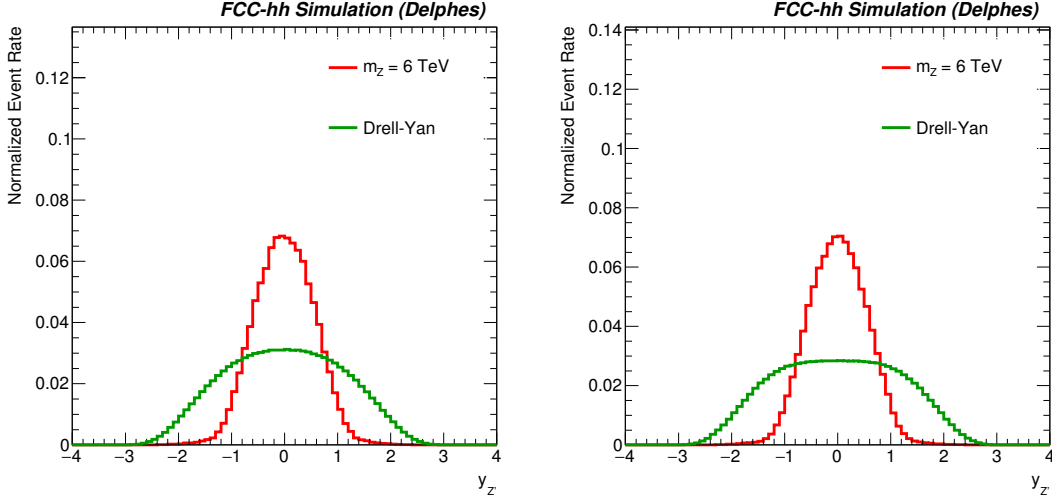 FCC-hh Simulation (Delphes)
Normalized Event Rate
0.12
0.1
0.08
0.06
0.04
0.02
0
m_Z = 6 TeV
Drell-Yan
−4 −3 −2 −1 0 1 2 3 4
y_Z'
FCC-hh Simulation (Delphes)
Normalized Event Rate
0.14
0.12
0.1
0.08
0.06
0.04
0.02
0
m_Z = 6 TeV
Drell-Yan
−4 −3 −2 −1 0 1 2 3 4
y_Z'